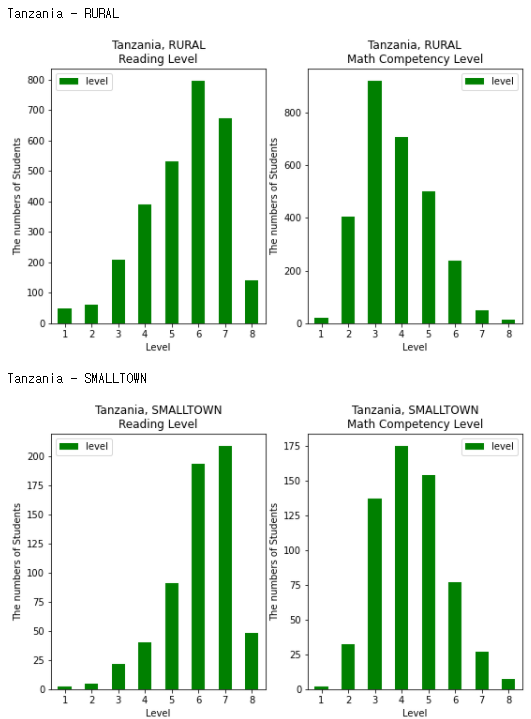 Tanzania - RURAL
Tanzania, RURAL
Reading Level
Tanzania, RURAL
Math Competency Level
level
level
The numbers of Students
800
700
600
500
400
300
200
100
0
1 2 3 4 5 6 7 8
Level
The numbers of Students
800
600
400
200
0
1 2 3 4 5 6 7 8
Level
Tanzania - SMALLTOWN
Tanzania, SMALLTOWN
Reading Level
Tanzania, SMALLTOWN
Math Competency Level
level
level
The numbers of Students
200
175
150
125
100
75
50
25
0
1 2 3 4 5 6 7 8
Level
The numbers of Students
175
150
125
100
75
50
25
0
1 2 3 4 5 6 7 8
Level